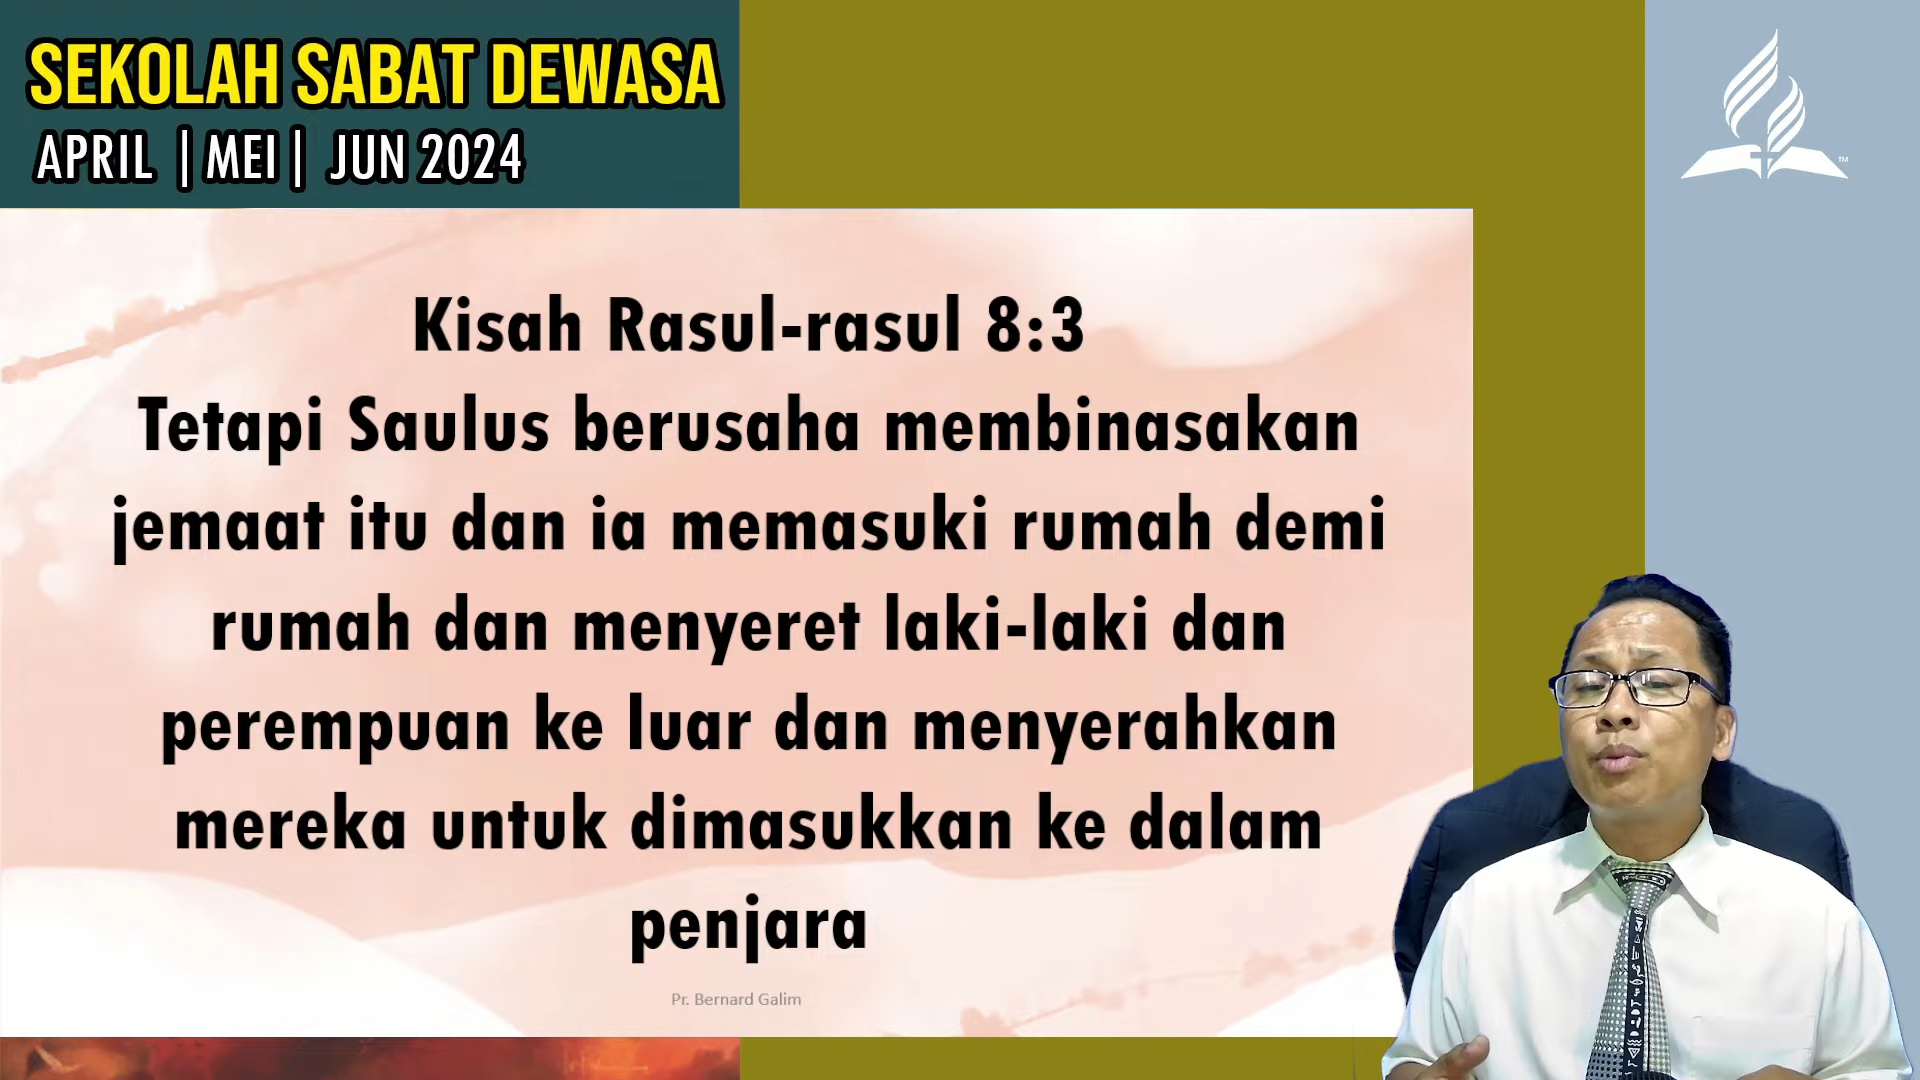 SEKOLAH SABAT DEWASA
APRIL | MEI | JUN 2024
TM
Kisah Rasul-rasul 8:3
Tetapi Saulus berusaha membinasakan
jemaat itu dan ia memasuki rumah demi
rumah dan menyeret laki-laki dan
perempuan ke luar dan menyerahkan
mereka untuk dimasukkan ke dalam
penjara
Pr. Bernard Galim